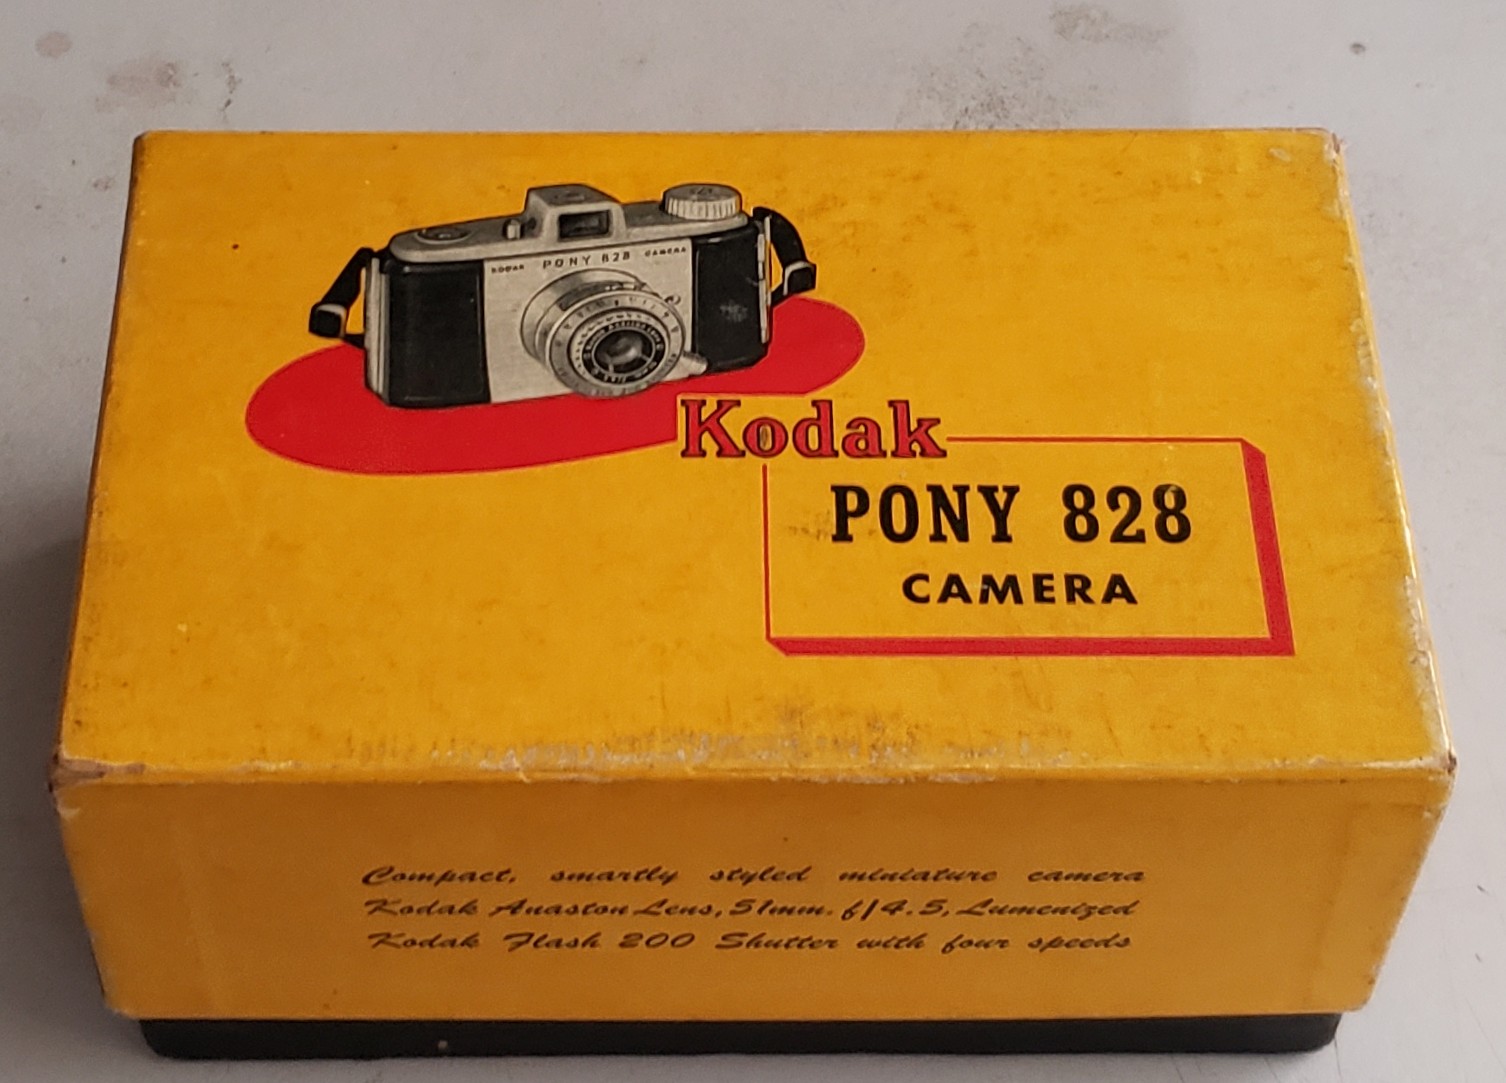 KODAK PONY 828 CAMERA
Kodak
PONY 828
CAMERA
Compact, smartly styled miniature camera
Kodak Anaston Lens, 51mm. f/4.5, Lumenized
Kodak Flash 200 Shutter with four speeds